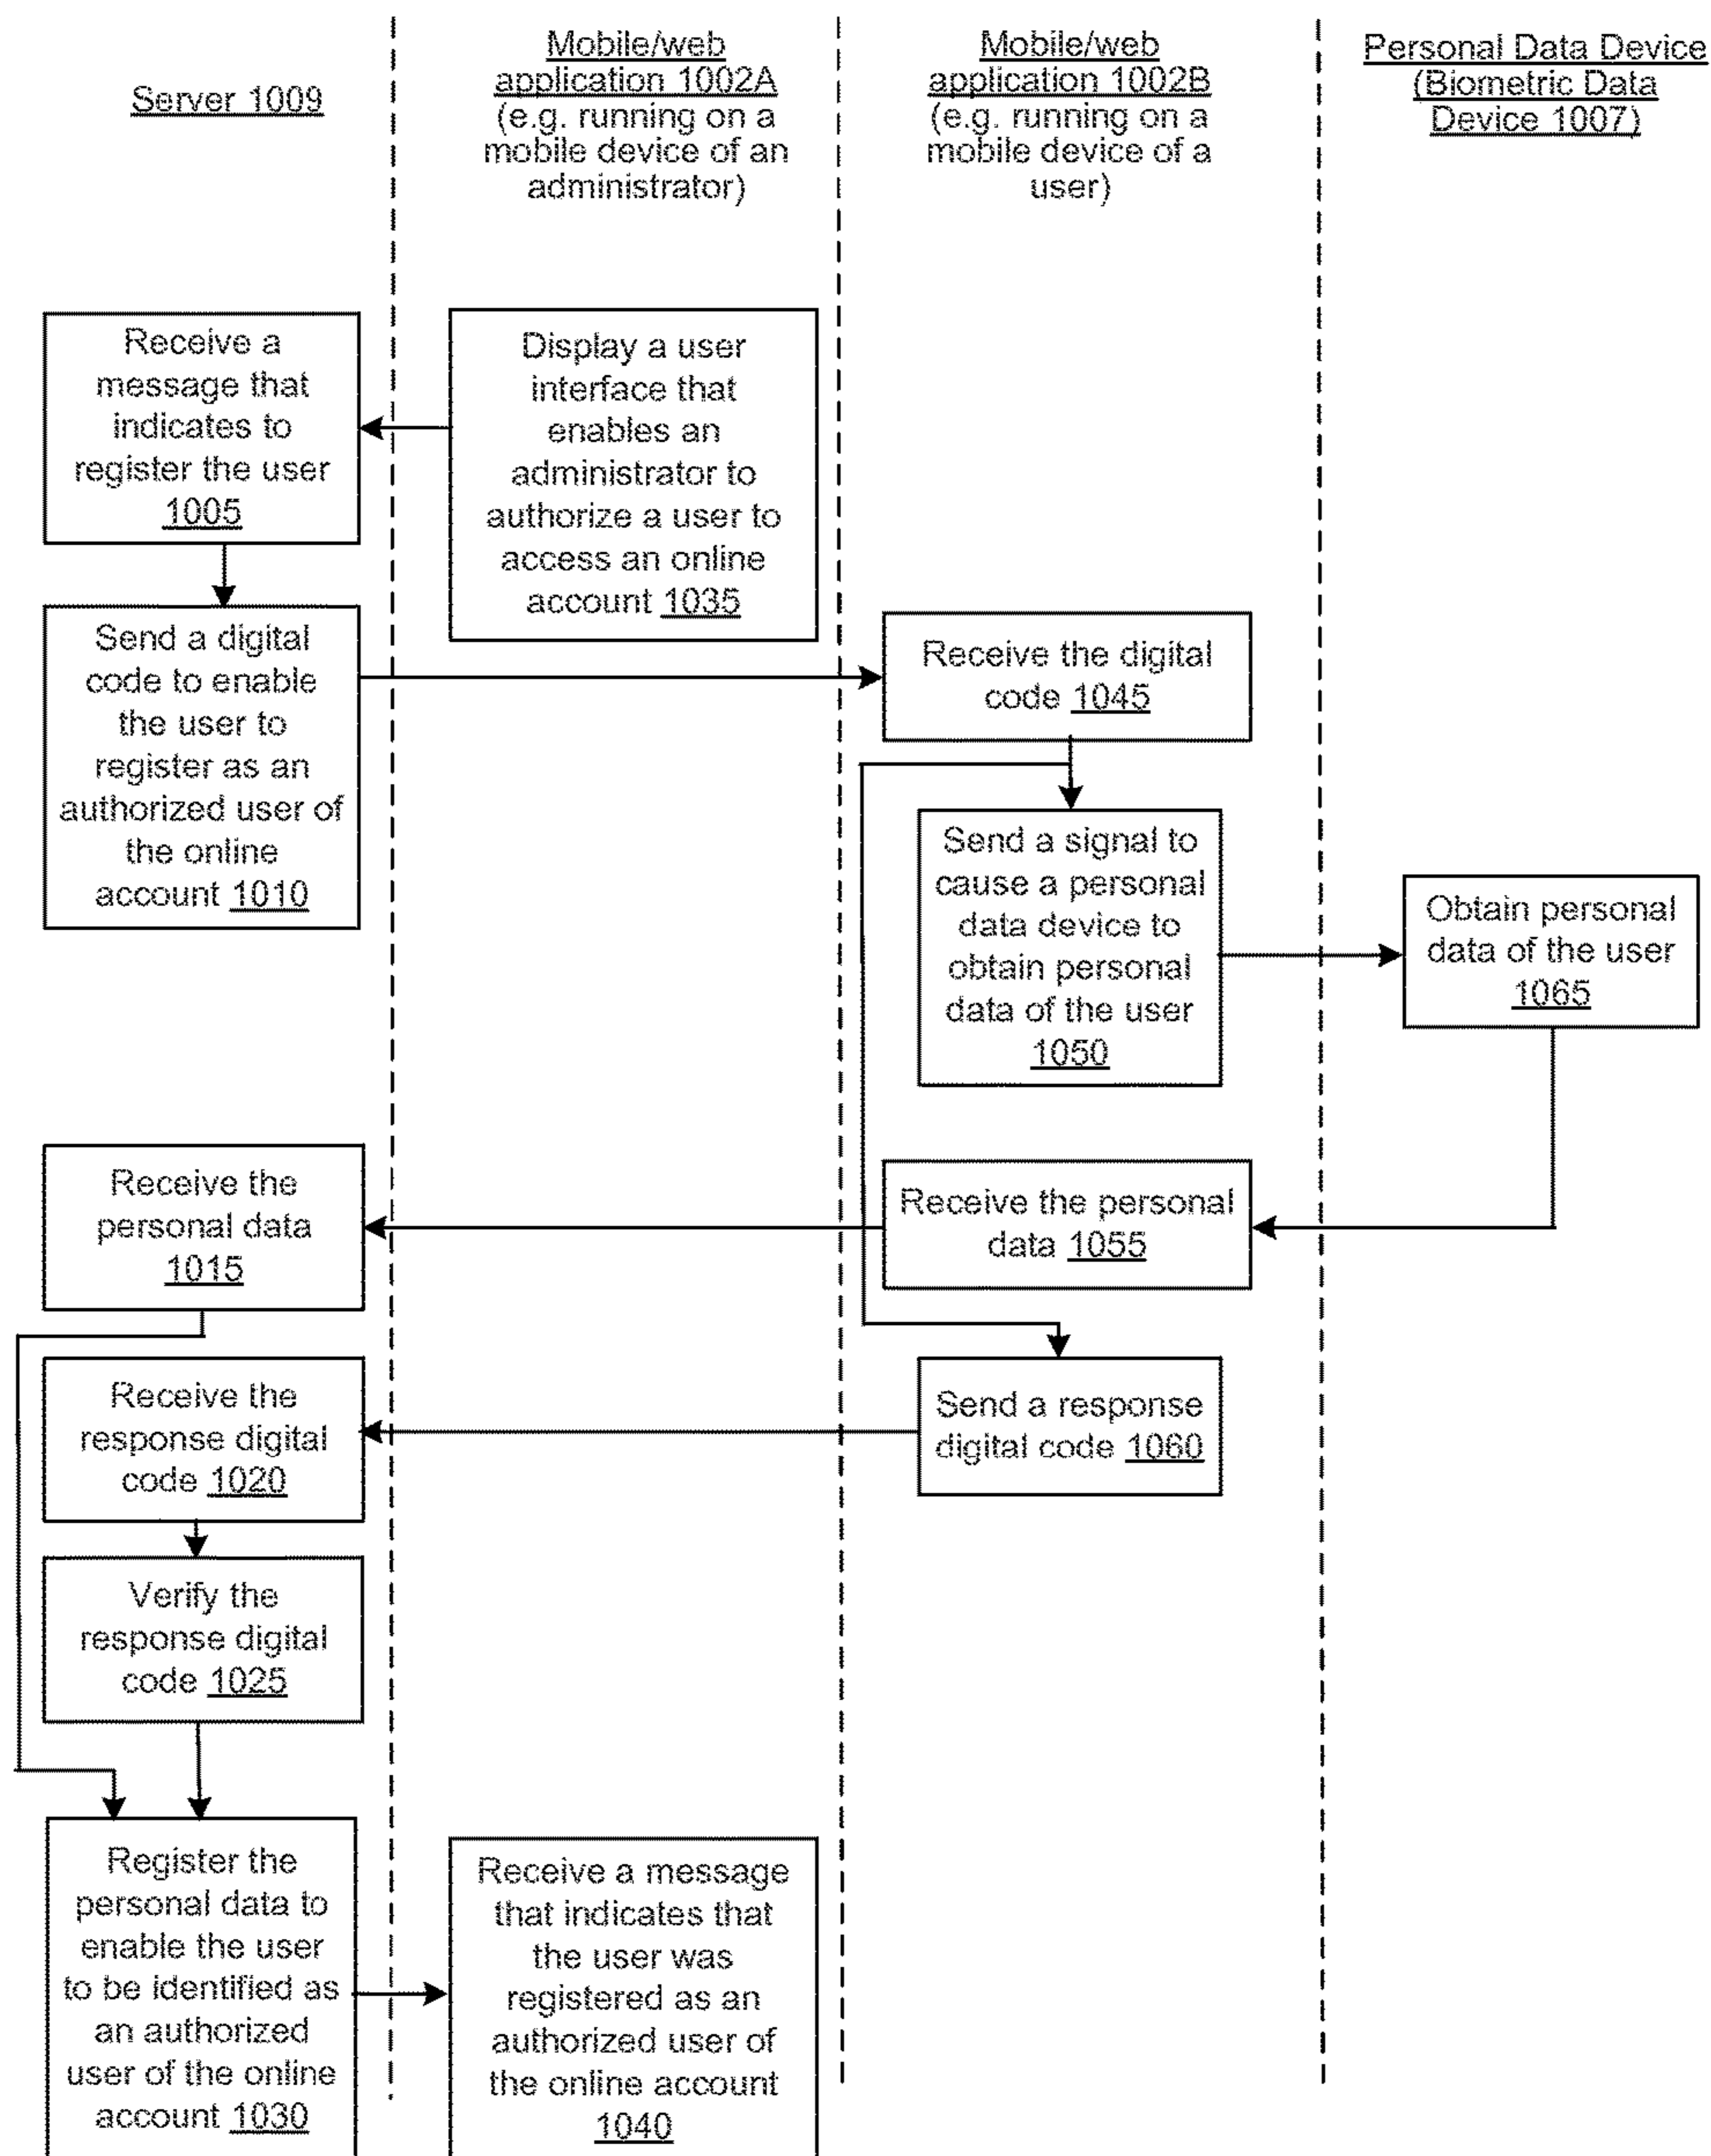 Server 1009
Mobile/web
application 1002A
(e.g. running on a
mobile device of an
administrator)
Mobile/web
application 1002B
(e.g. running on a
mobile device of a
user)
Personal Data Device
(Biometric Data
Device 1007)
Receive a
message that
indicates to
register the user
1005
Display a user
interface that
enables an
administrator to
authorize a user to
access an online
account 1035
Send a digital
code to enable
the user to
register as an
authorized user of
the online
account 1010
Receive the digital
code 1045
Send a signal to
cause a personal
data device to
obtain personal
data of the user
1050
Obtain personal
data of the user
1065
Receive the
personal data
1015
Receive the personal
data 1055
Receive the
response digital
code 1020
Send a response
digital code 1060
Verify the
response digital
code 1025
Register the
personal data to
enable the user
to be identified as
an authorized
user of the online
account 1030
Receive a message
that indicates that
the user was
registered as an
authorized user of
the online account
1040